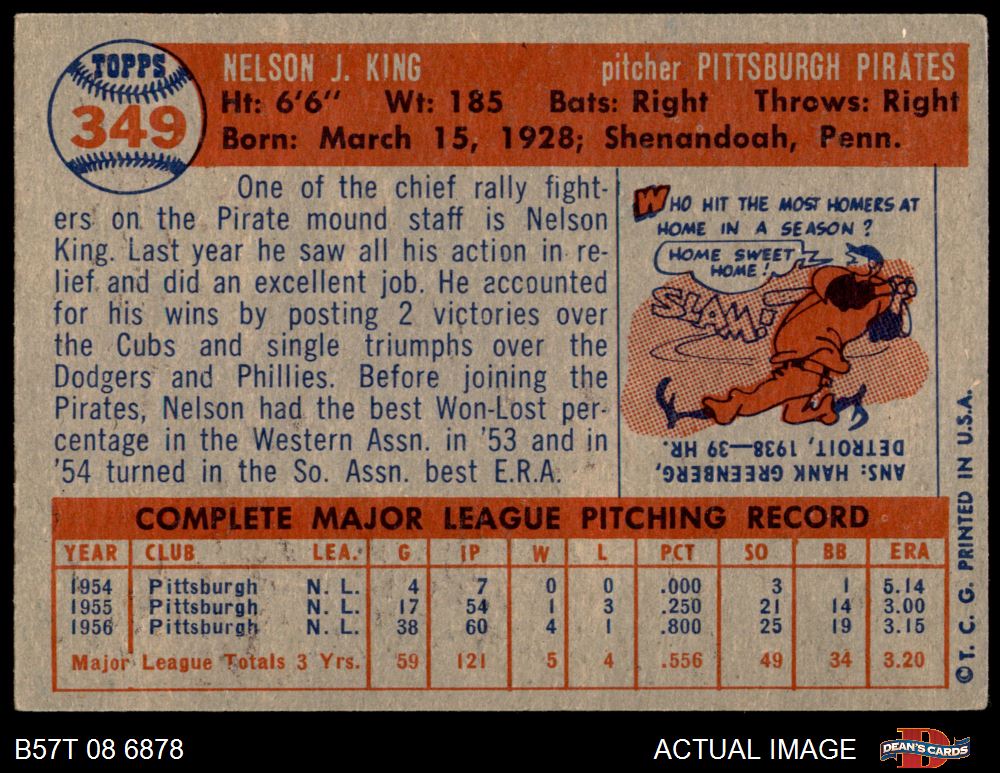 TOPPS
349
NELSON J. KING pitcher PITTSBURGH PIRATES
Ht: 6'6" Wt: 185 Bats: Right Throws: Right
Born: March 15, 1928; Shenandoah, Penn.
One of the chief rally fight-
ers on the Pirate mound staff is Nelson
King. Last year he saw all his action in re-
lief and did an excellent job. He accounted
for his wins by posting 2 victories over
the Cubs and single triumphs over the
Dodgers and Phillies. Before joining the
Pirates, Nelson had the best Won-Lost per-
centage in the Western Assn. in '53 and in
'54 turned in the So. Assn. best E.R.A.
WHO HIT THE MOST HOMERS AT
HOME IN A SEASON?
HOME SWEET
HOME!
SLAM!
ANS: HANK GREENBERG,
DETROIT, 1938—39 HR.
COMPLETE MAJOR LEAGUE PITCHING RECORD
YEAR CLUB LEA. G IP W L PCT SO BB ERA
1954 Pittsburgh N. L. 4 7 0 0 .000 3 1 5.14
1955 Pittsburgh N. L. 17 54 1 3 .250 21 14 3.00
1956 Pittsburgh N. L. 38 60 4 1 .800 25 19 3.15
Major League Totals 3 Yrs. 59 121 5 4 .556 49 34 3.20
©T. C. G. PRINTED IN U.S.A.
B57T 08 6878 ACTUAL IMAGE
DEAN'S CARDS